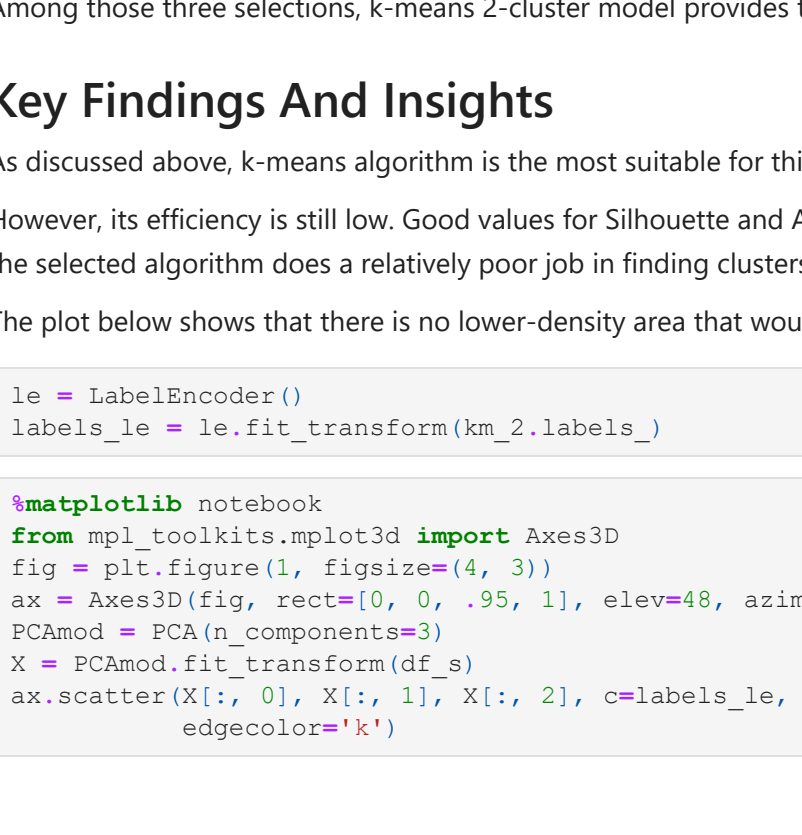 Among those three selections, k-means 2-cluster model provides
Key Findings And Insights
As discussed above, k-means algorithm is the most suitable for
However, its efficiency is still low. Good values for Silhouette and
the selected algorithm does a relatively poor job in finding clusters
The plot below shows that there is no lower-density area that
le = LabelEncoder()
labels_le = le.fit_transform(km_2.labels_)
%matplotlib notebook
from mpl_toolkits.mplot3d import Axes3D
fig = plt.figure(1, figsize=(4, 3))
ax = Axes3D(fig, rect=[0, 0, .95, 1], elev=48,
PCAmod = PCA(n_components=3)
X = PCAmod.fit_transform(df_s)
ax.scatter(X[:, 0], X[:, 1], X[:, 2], c=labels_le,
edgecolor='k')